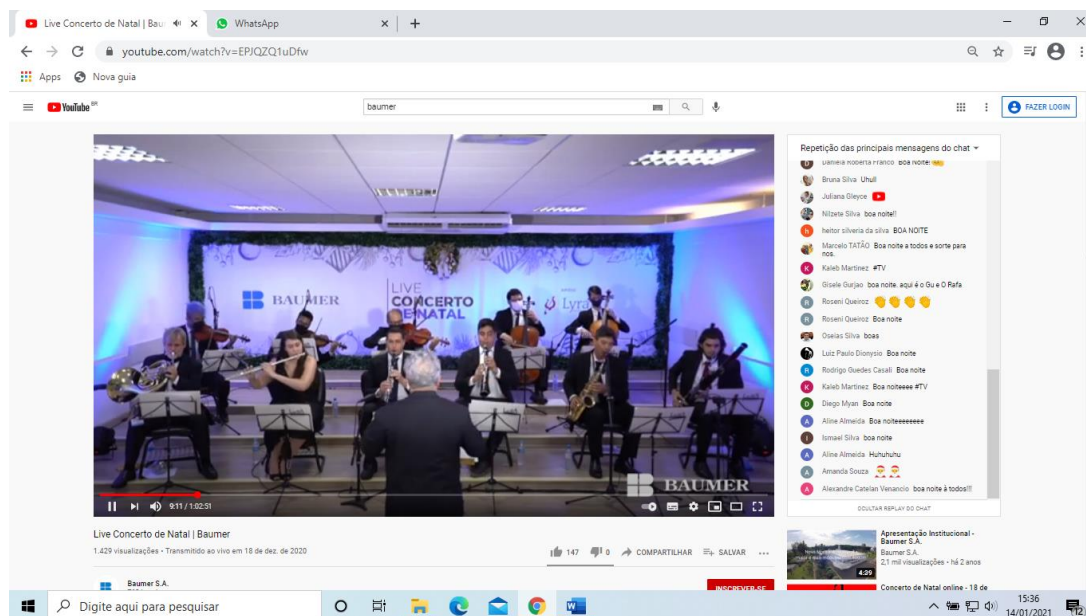 Live Concerto de Natal | Bau
WhatsApp
youtube.com/watch?v=EPJQZQ1uDfw
Apps
Nova guia
YouTube BR
baumer
FAZER LOGIN
BAUMER
LIVE
CONCERTO
DE NATAL
Lyra
BAUMER
9:11 / 1:02:51
Repetição das principais mensagens do chat
Daniela Roberta Franco Boa Noite!
Bruna Silva Uhull
Juliana Gleyce
Nilzete Silva boa noite!!
heitor silveria da silva BOA NOITE
Marcelo TATÃO Boa noite a todos e sorte para
nos.
Kaleb Martinez #TV
Gisele Gurjao boa noite. aqui é o Gu e O Rafa
Roseni Queiroz 👏👏👏👏
Roseni Queiroz Boa noite
Oseias Silva boas
Luiz Paulo Dionysio Boa noite
Rodrigo Guedes Casali Boa noite
Kaleb Martinez Boa noiteeee #TV
Diego Myan Boa noite
Aline Almeida Boa noiteeeeeeee
Ismael Silva boa noite
Aline Almeida Huhuhuhu
Amanda Souza 🎅🎅
Alexandre Catelan Venancio boa noite à todos!!!
OCULTAR REPLAY DO CHAT
Live Concerto de Natal | Baumer
1.429 visualizações • Transmitido ao vivo em 18 de dez. de 2020
147
0
COMPARTILHAR
SALVAR
Baumer S.A.
INSCREVER-SE
Apresentação Institucional -
Baumer S.A.
Baumer S.A.
2,1 mil visualizações • há 2 anos
4:39
Concerto de Natal online - 18 de
Digite aqui para pesquisar
15:36
14/01/2021
12